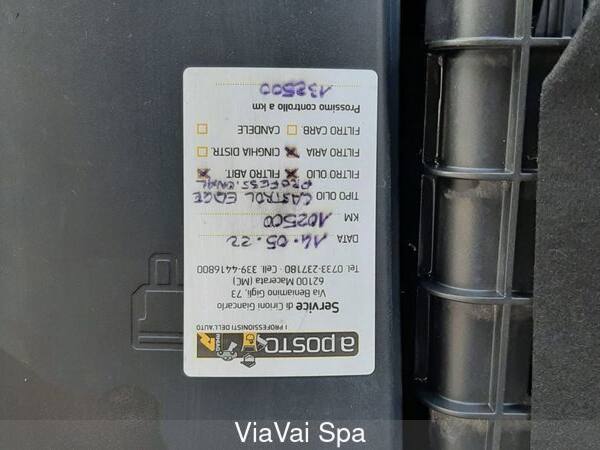 a posto
I PROFESSIONISTI DELL'AUTO
Service di Cirioni Giancarlo
Via Beniamino Gigli, 73
62100 Macerata (MC)
Tel. 0733-237180 - Cell. 339-4416800
DATA 14.05.22
KM 102500
TIPO OLIO CASTROL EDGE
PROFESSIONAL
FILTRO OLIO X FILTRO ABIT. X
FILTRO ARIA X CINGHIA DISTR.
FILTRO CARB. CANDELE
Prossimo controllo a km
132500
ViaVai Spa